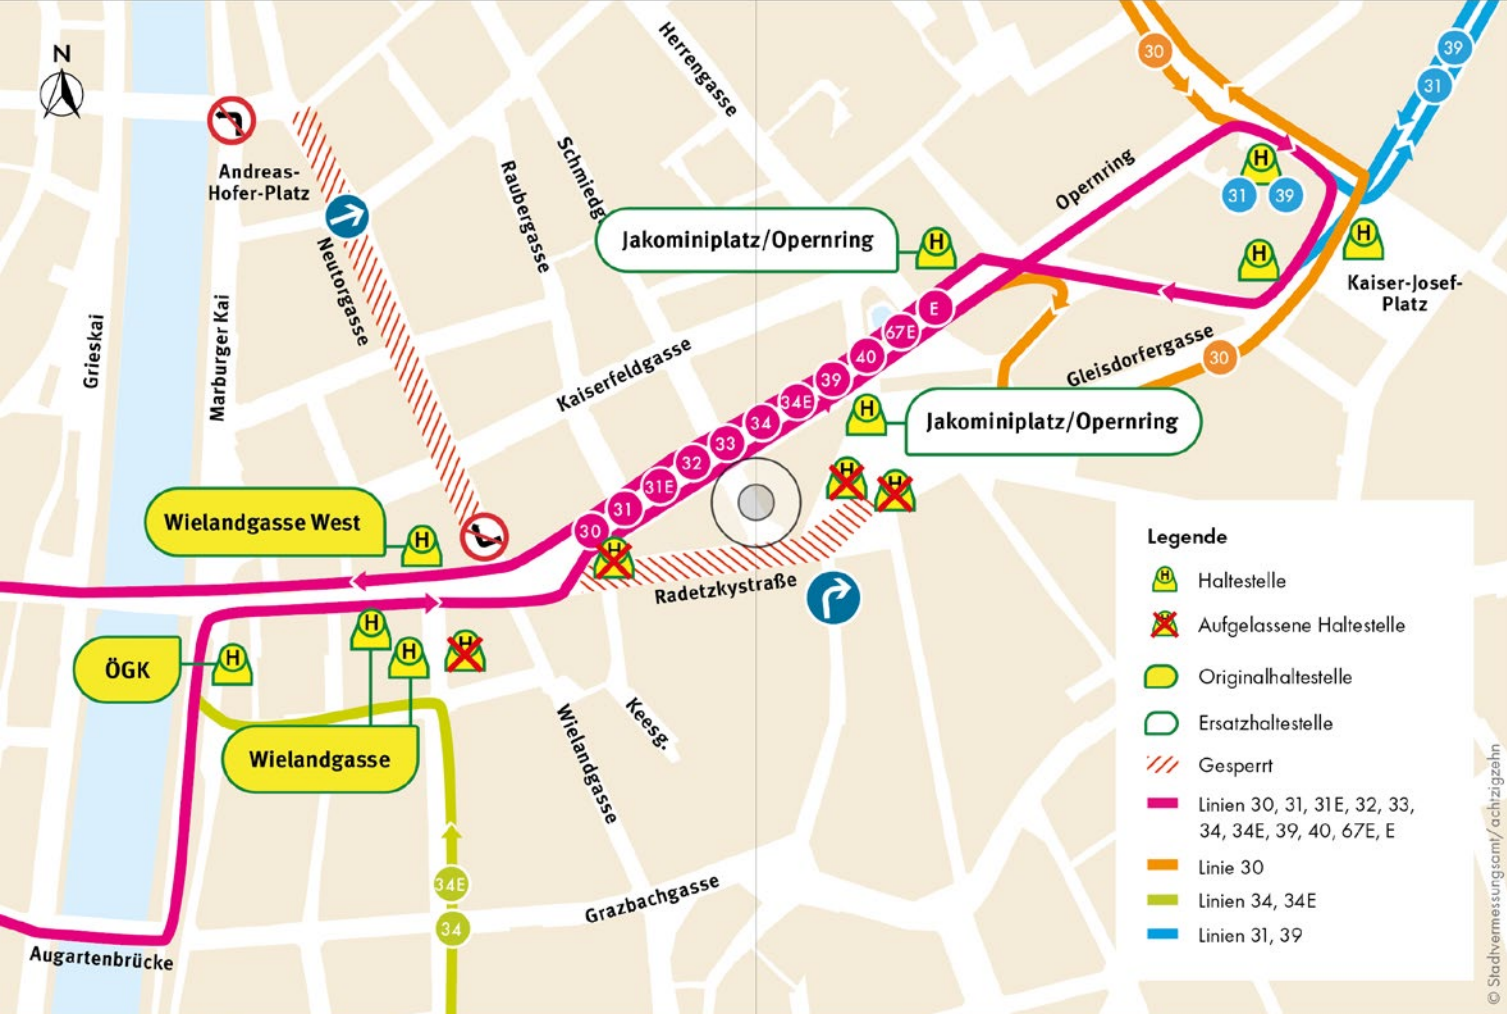 N
Herrengasse
30
39
31
Andreas-
Hofer-Platz
Schmiedg.
Raubergasse
Opernring
H
31
39
Neutorgasse
Jakominiplatz/Opernring
H
H
H
Kaiser-Josef-
Platz
Grieskai
Marburger Kai
E
67E
40
39
34E
34
33
32
31E
31
30
Kaiserfeldgasse
Gleisdorfergasse
30
H
Jakominiplatz/Opernring
H
H
Wielandgasse West
H
H
Radetzkystraße
ÖGK
H
H
H
H
Wielandgasse
Wielandgasse
Keesg.
34E
34
Grazbachgasse
Augartenbrücke
Legende
H
Haltestelle
H
Aufgelassene Haltestelle
Originalhaltestelle
Ersatzhaltestelle
Gesperrt
Linien 30, 31, 31E, 32, 33,
34, 34E, 39, 40, 67E, E
Linie 30
Linien 34, 34E
Linien 31, 39
© Stadtvermessungsamt/achtzigzehn